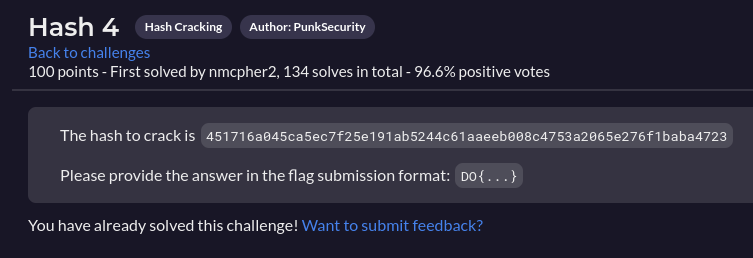 Hash 4 Hash Cracking Author: PunkSecurity
Back to challenges
100 points - First solved by nmcpher2, 134 solves in total - 96.6% positive votes
The hash to crack is 451716a045ca5ec7f25e191ab5244c61aaeeb008c4753a2065e276f1baba4723
Please provide the answer in the flag submission format: DO{...}
You have already solved this challenge! Want to submit feedback?